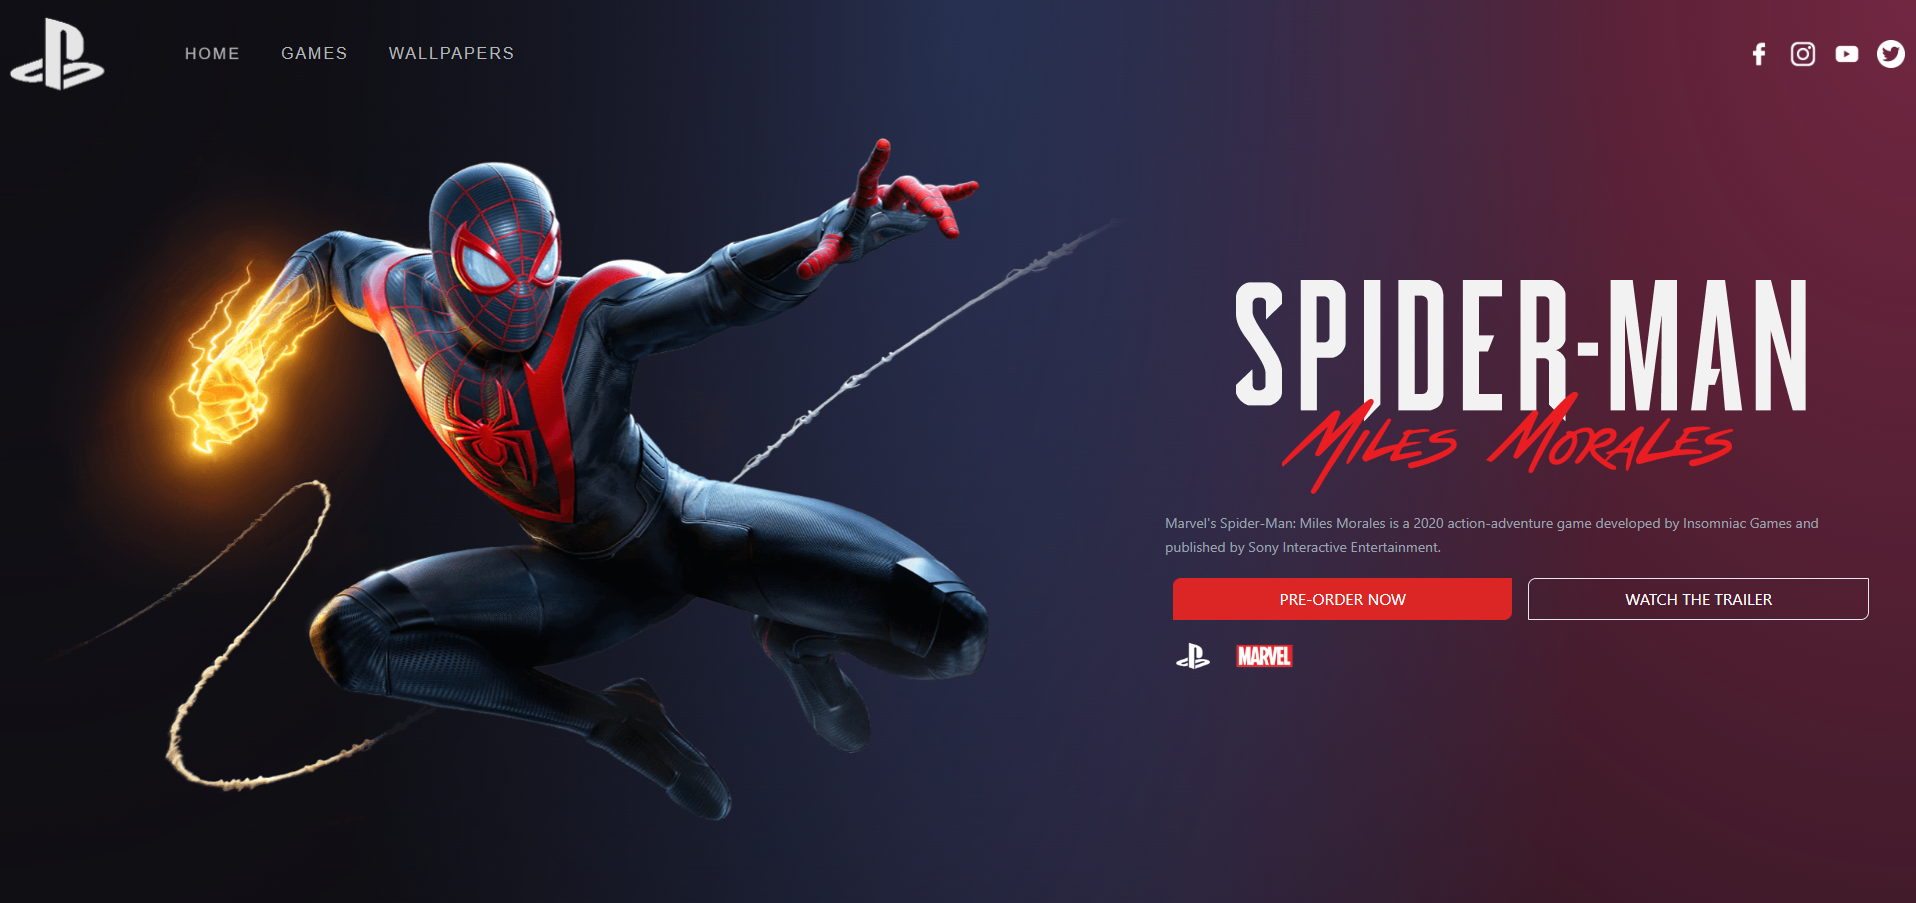 HOME GAMES WALLPAPERS
SPIDER-MAN
MILES MORALES
Marvel's Spider-Man: Miles Morales is a 2020 action-adventure game developed by Insomniac Games and
published by Sony Interactive Entertainment.
PRE-ORDER NOW WATCH THE TRAILER
MARVEL